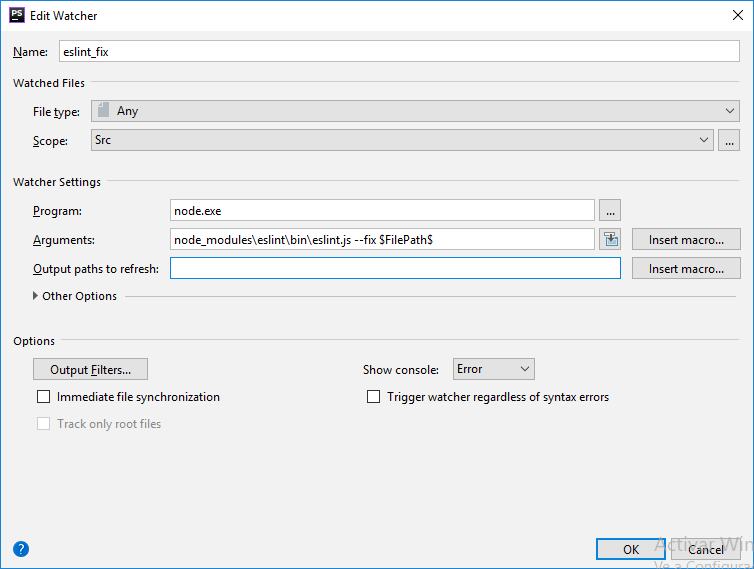 PS Edit Watcher
Name: eslint_fix
Watched Files
File type: Any
Scope: Src ...
Watcher Settings
Program: node.exe ...
Arguments: node_modules\eslint\bin\eslint.js --fix $FilePath$ Insert macro...
Output paths to refresh: Insert macro...
Other Options
Options
Output Filters... Show console: Error
Immediate file synchronization Trigger watcher regardless of syntax errors
Track only root files
? OK Cancel
Activar Win
Ve a Configura